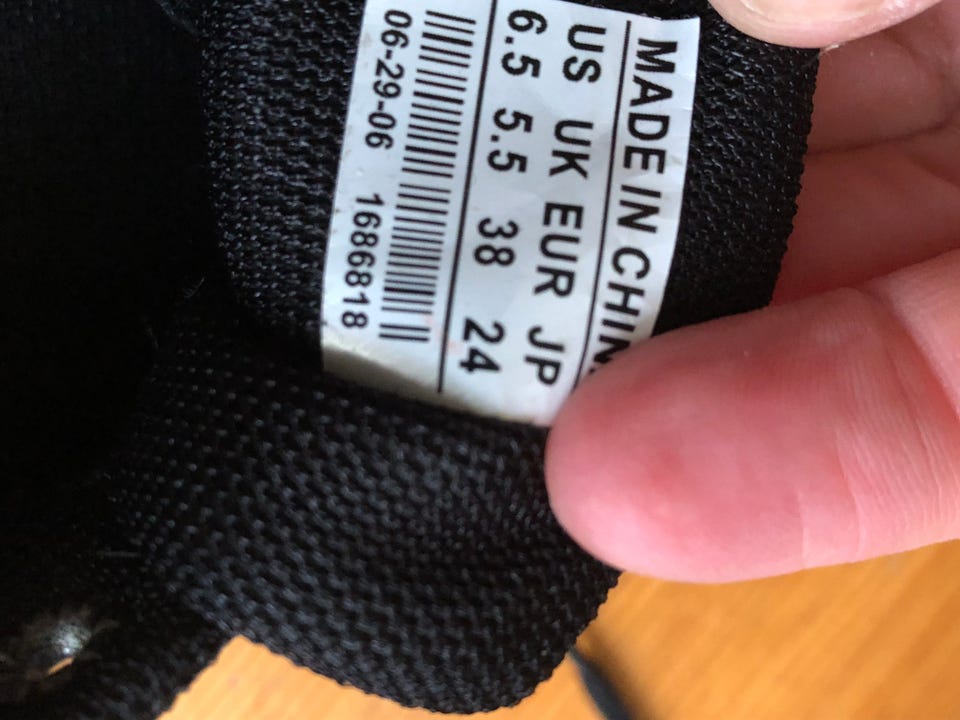 MADE IN CHIN
US UK EUR JP
6.5 5.5 38 24
06-29-06 1686818